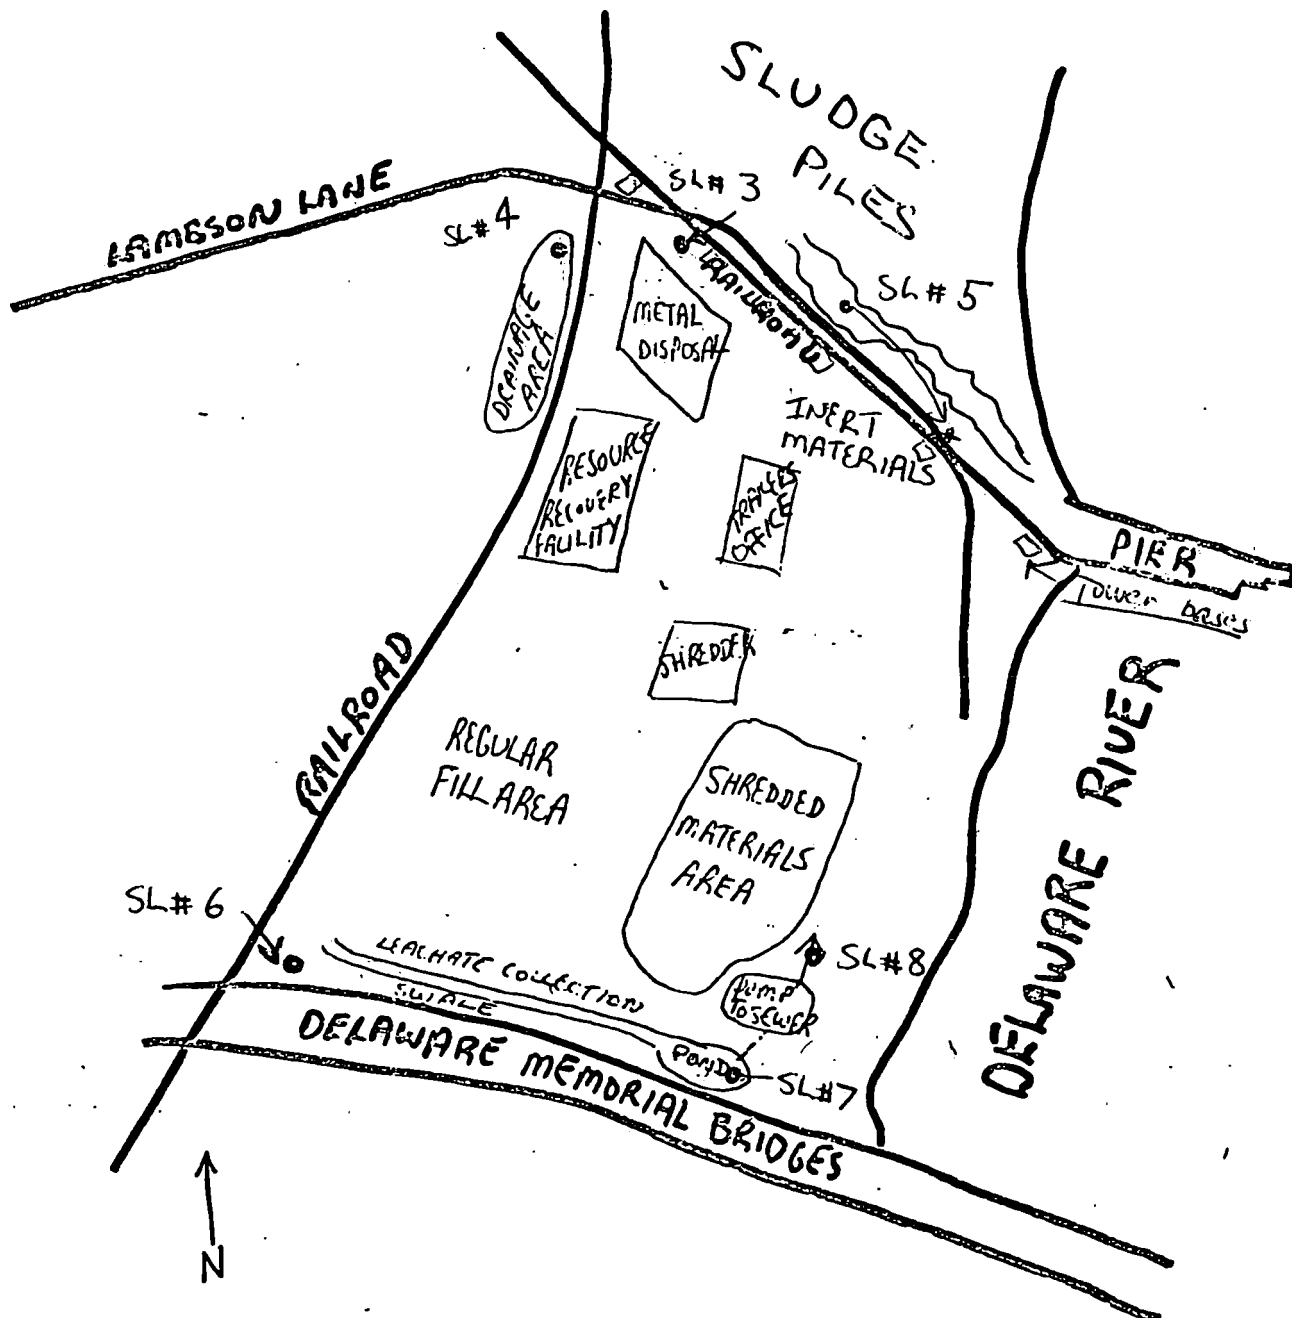 SLUDGE
PILES
LAMBSON LANE
SL# 3
SL# 4
SL# 5
RAILROAD
DRAINAGE
AREA
METAL
DISPOSAL
INERT
MATERIALS
RESOURCE
RECOVERY
FACILITY
TRAILER
OFFICE
PIER
TOWER BASES
SHREDDER
RAILROAD
REGULAR
FILL AREA
SHREDDED
MATERIALS
AREA
DELAWARE RIVER
SL# 6
LEACHATE COLLECTION
SWALE
SL#8
PUMP
TO SEWER
POND
SL#7
DELAWARE MEMORIAL BRIDGES
N